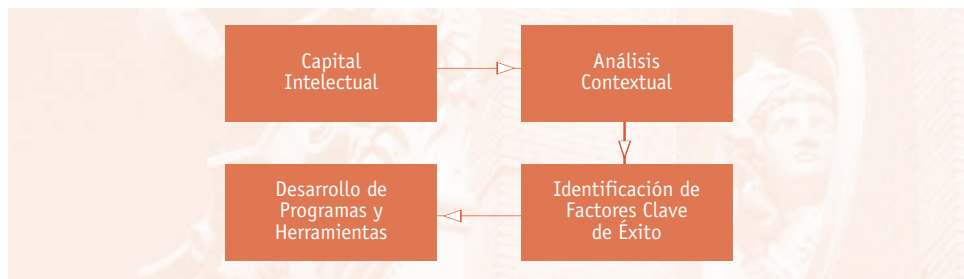 Capital
Intelectual
Análisis
Contextual
Desarrollo de
Programas y
Herramientas
Identificación de
Factores Clave
de Éxito